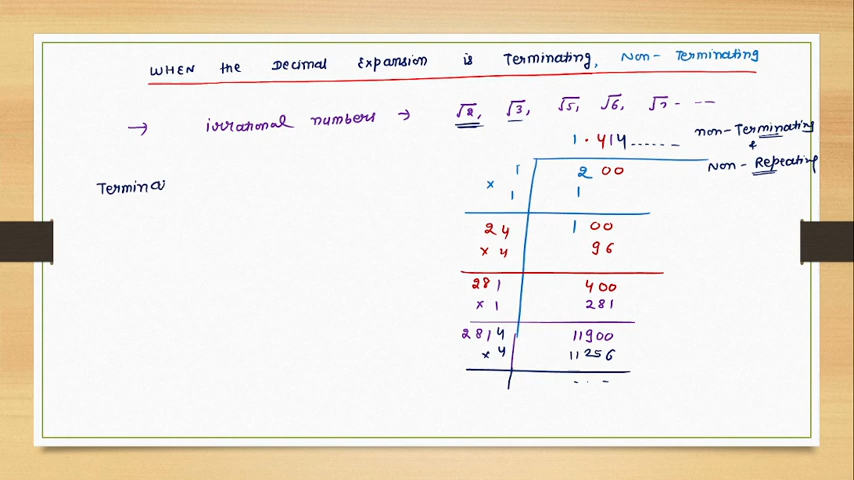 WHEN the Decimal Expansion is Terminating, Non-Terminating
→ irrational numbers → √2, √3, √5, √6, √7 - ---
1.414...... non-Terminating
&
Non-Repeating
Termina
1 2 00
× 1 1
24 1 00
× 4 96
281 400
× 1 281
2814 11900
× 4 11256
- - -